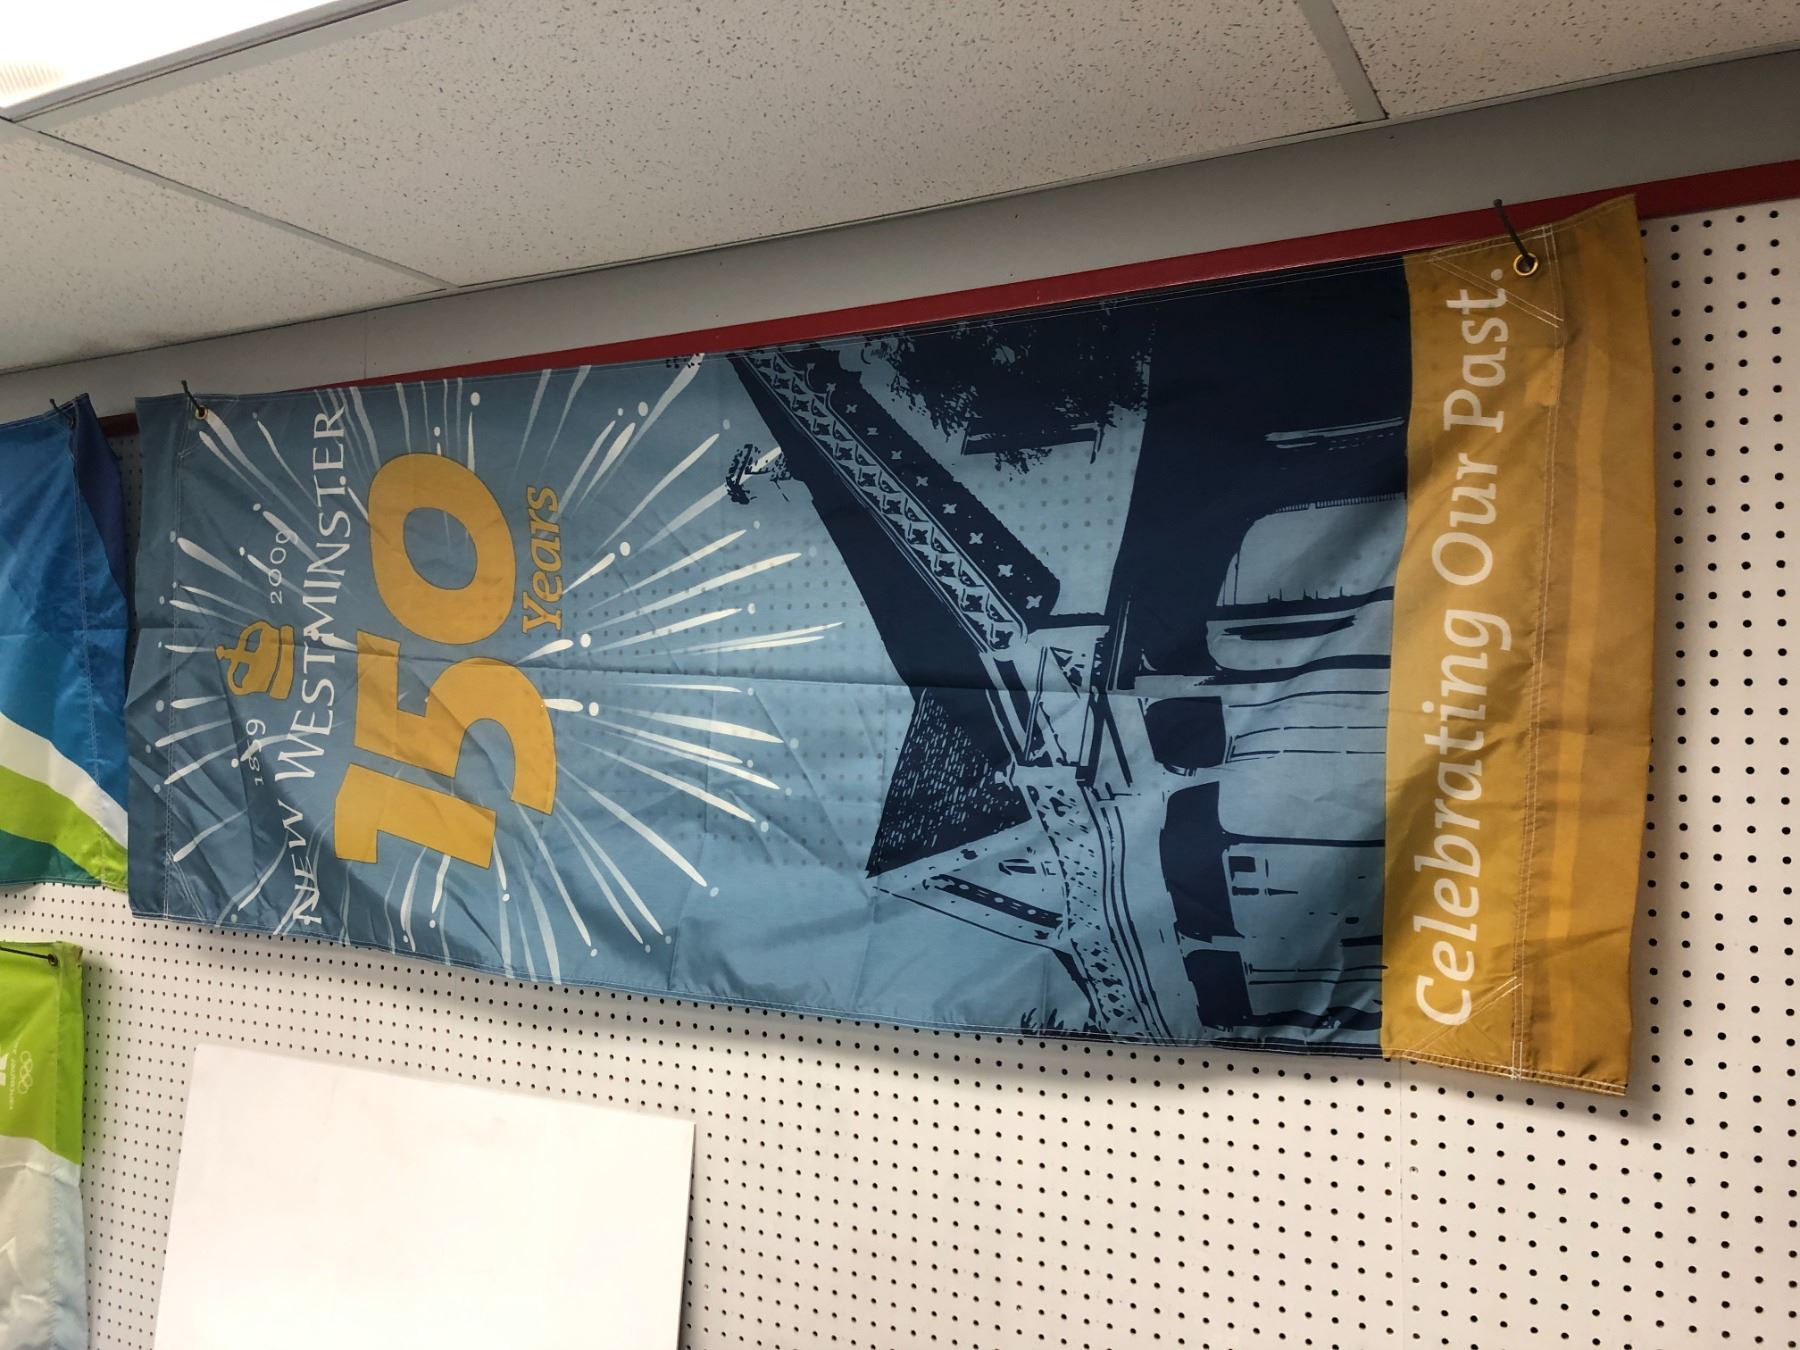 1859 2009
NEW WESTMINSTER
150
Years
Celebrating Our Past.